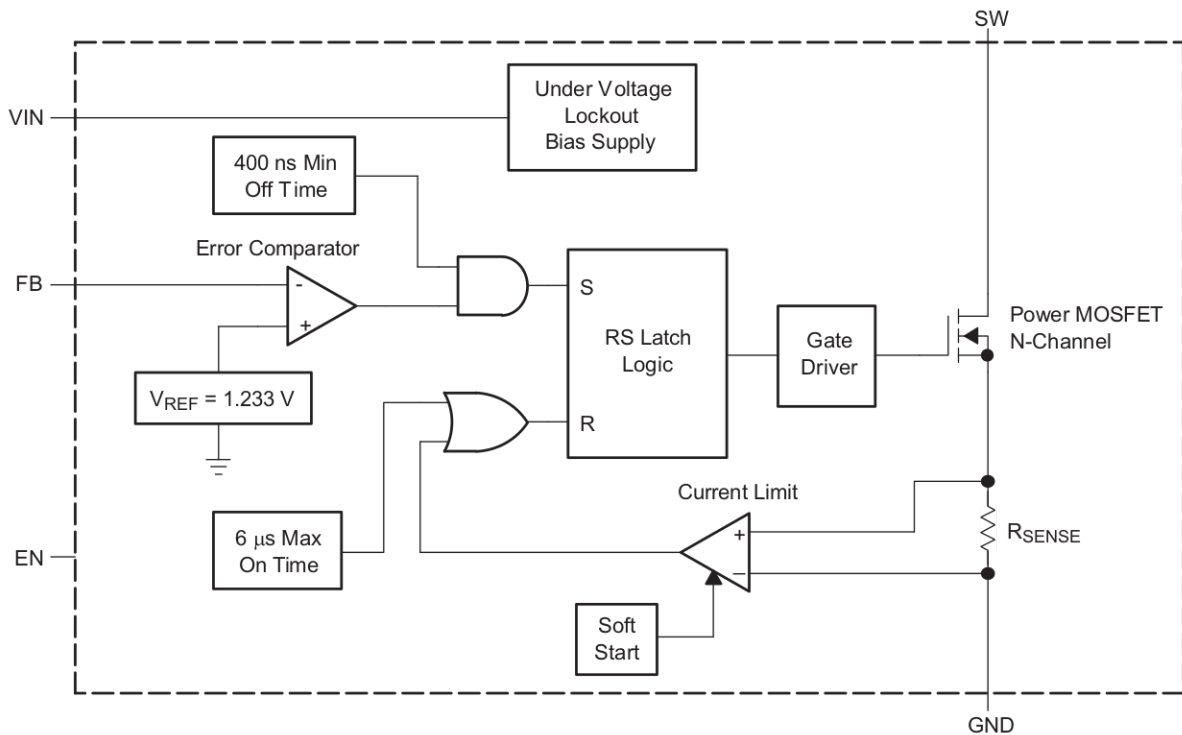 SW
VIN
Under Voltage
Lockout
Bias Supply
400 ns Min
Off Time
Error Comparator
FB
-
+
S
RS Latch
Logic
R
Gate
Driver
Power MOSFET
N-Channel
VREF = 1.233 V
Current Limit
+
–
RSENSE
6 μs Max
On Time
EN
Soft
Start
GND